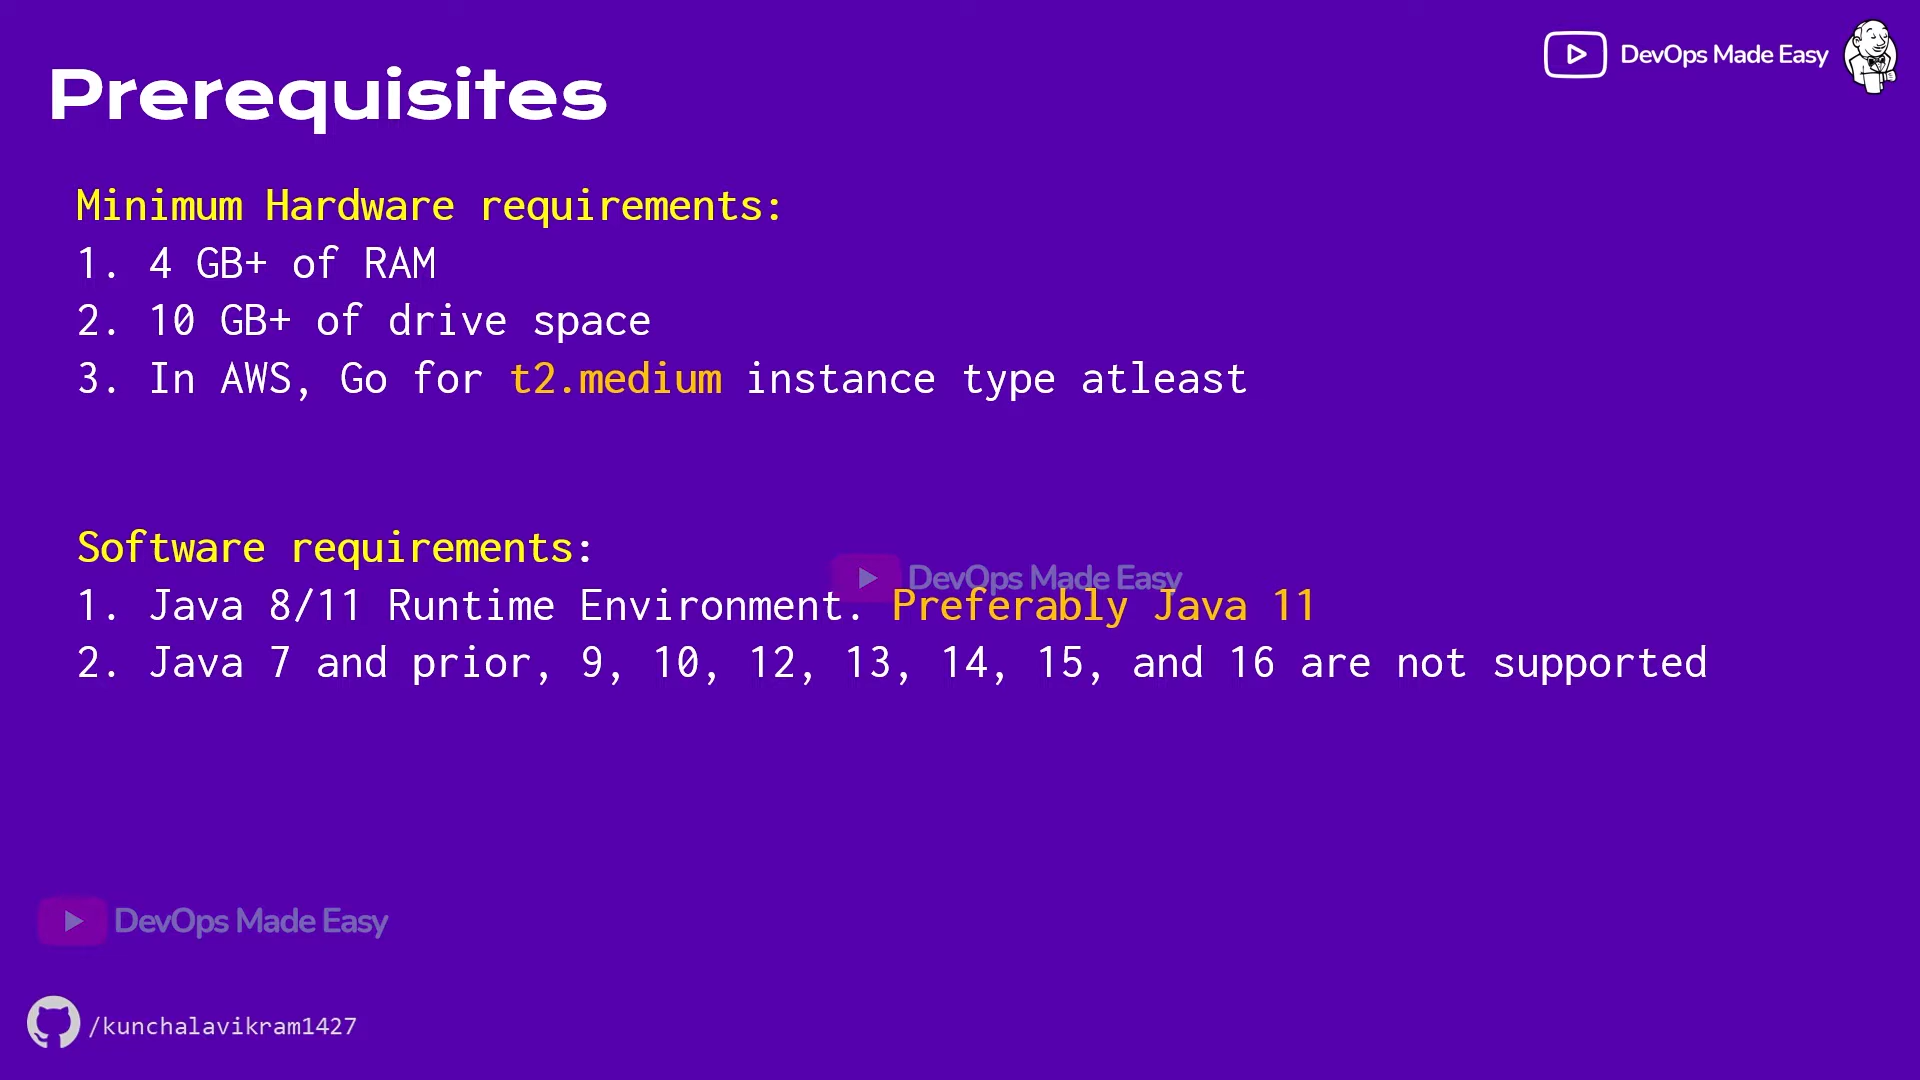 DevOps Made Easy
Prerequisites
Minimum Hardware requirements:
1. 4 GB+ of RAM
2. 10 GB+ of drive space
3. In AWS, Go for t2.medium instance type atleast
Software requirements:
DevOps Made Easy
1. Java 8/11 Runtime Environment. Preferably Java 11
2. Java 7 and prior, 9, 10, 12, 13, 14, 15, and 16 are not supported
DevOps Made Easy
/kunchalavikram1427